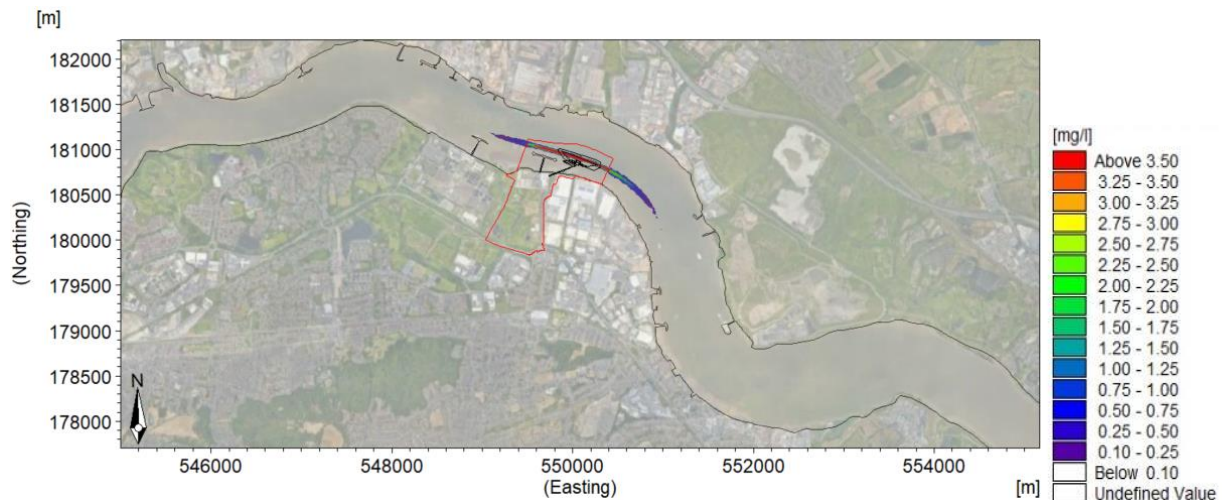 [m]
182000
181500
181000
180500
180000
179500
179000
178500
178000
(Northing)
N
546000 548000 550000 552000 554000
(Easting)
[m]
[mg/l]
Above 3.50
3.25 - 3.50
3.00 - 3.25
2.75 - 3.00
2.50 - 2.75
2.25 - 2.50
2.00 - 2.25
1.75 - 2.00
1.50 - 1.75
1.25 - 1.50
1.00 - 1.25
0.75 - 1.00
0.50 - 0.75
0.25 - 0.50
0.10 - 0.25
Below 0.10
Undefined Value